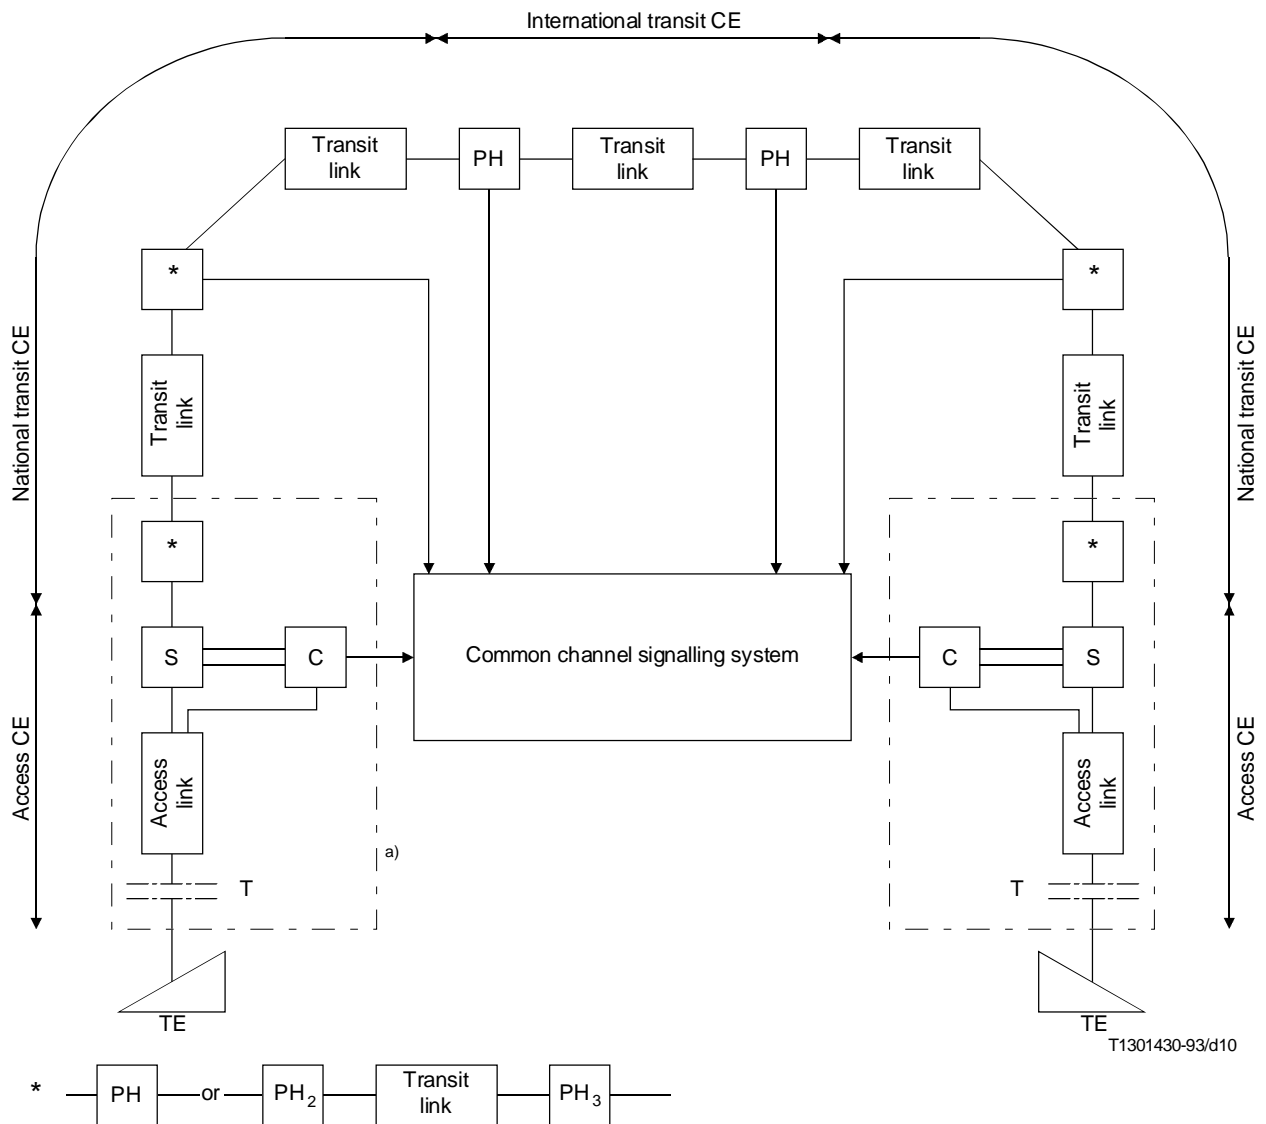 International transit CE
Transit
link
PH
Transit
link
PH
Transit
link
*
*
National transit CE
Transit
link
Transit
link
National transit CE
*
*
S
C
Common channel signalling system
C
S
Access CE
Access
link
Access
link
Access CE
a)
T
T
TE
TE
T1301430-93/d10
* PH or PH2 Transit
link PH3